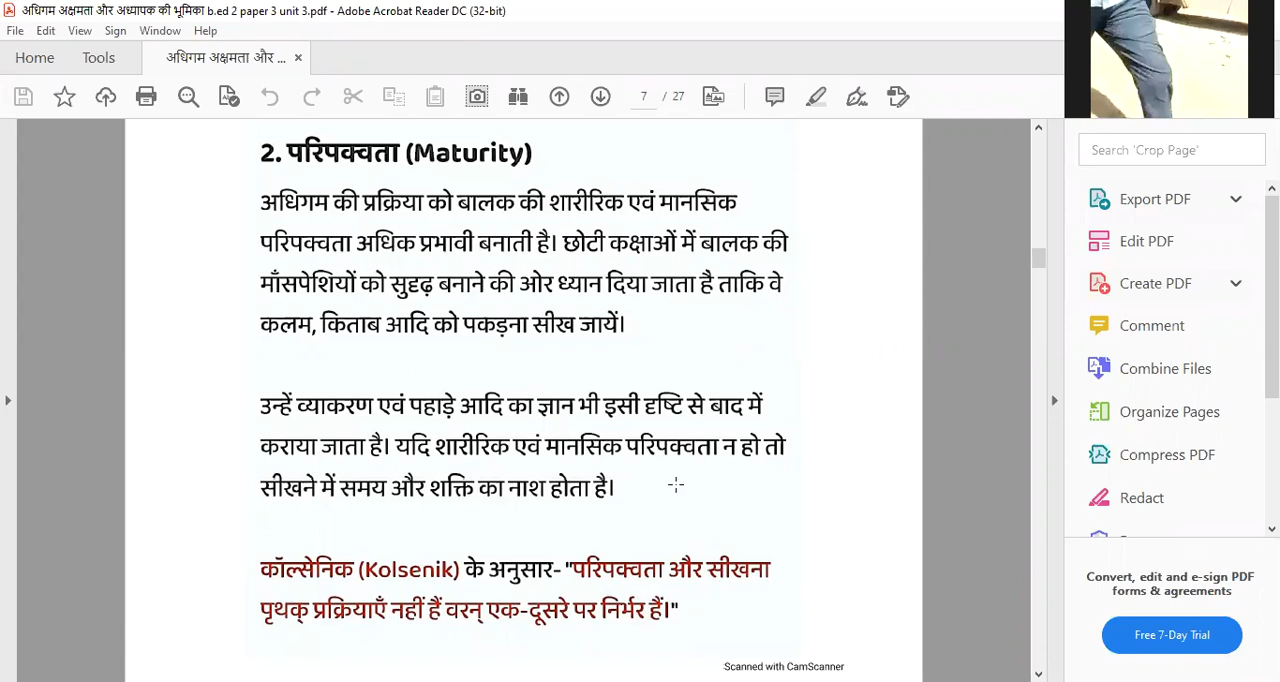 अधिगम अक्षमता और अध्यापक की भूमिका b.ed 2 paper 3 unit 3.pdf - Adobe Acrobat Reader DC (32-bit)
File Edit View Sign Window Help
Home Tools अधिगम अक्षमता और ... ×
7 / 27
2. परिपक्वता (Maturity)
अधिगम की प्रक्रिया को बालक की शारीरिक एवं मानसिक
परिपक्वता अधिक प्रभावी बनाती है। छोटी कक्षाओं में बालक की
माँसपेशियों को सुदृढ़ बनाने की ओर ध्यान दिया जाता है ताकि वे
कलम, किताब आदि को पकड़ना सीख जायें।
उन्हें व्याकरण एवं पहाड़े आदि का ज्ञान भी इसी दृष्टि से बाद में
कराया जाता है। यदि शारीरिक एवं मानसिक परिपक्वता न हो तो
सीखने में समय और शक्ति का नाश होता है।
कॉल्सेनिक (Kolsenik) के अनुसार- "परिपक्वता और सीखना
पृथक् प्रक्रियाएँ नहीं हैं वरन् एक-दूसरे पर निर्भर हैं।"
Scanned with CamScanner
Search 'Crop Page'
Export PDF
Edit PDF
Create PDF
Comment
Combine Files
Organize Pages
Compress PDF
Redact
Convert, edit and e-sign PDF
forms & agreements
Free 7-Day Trial